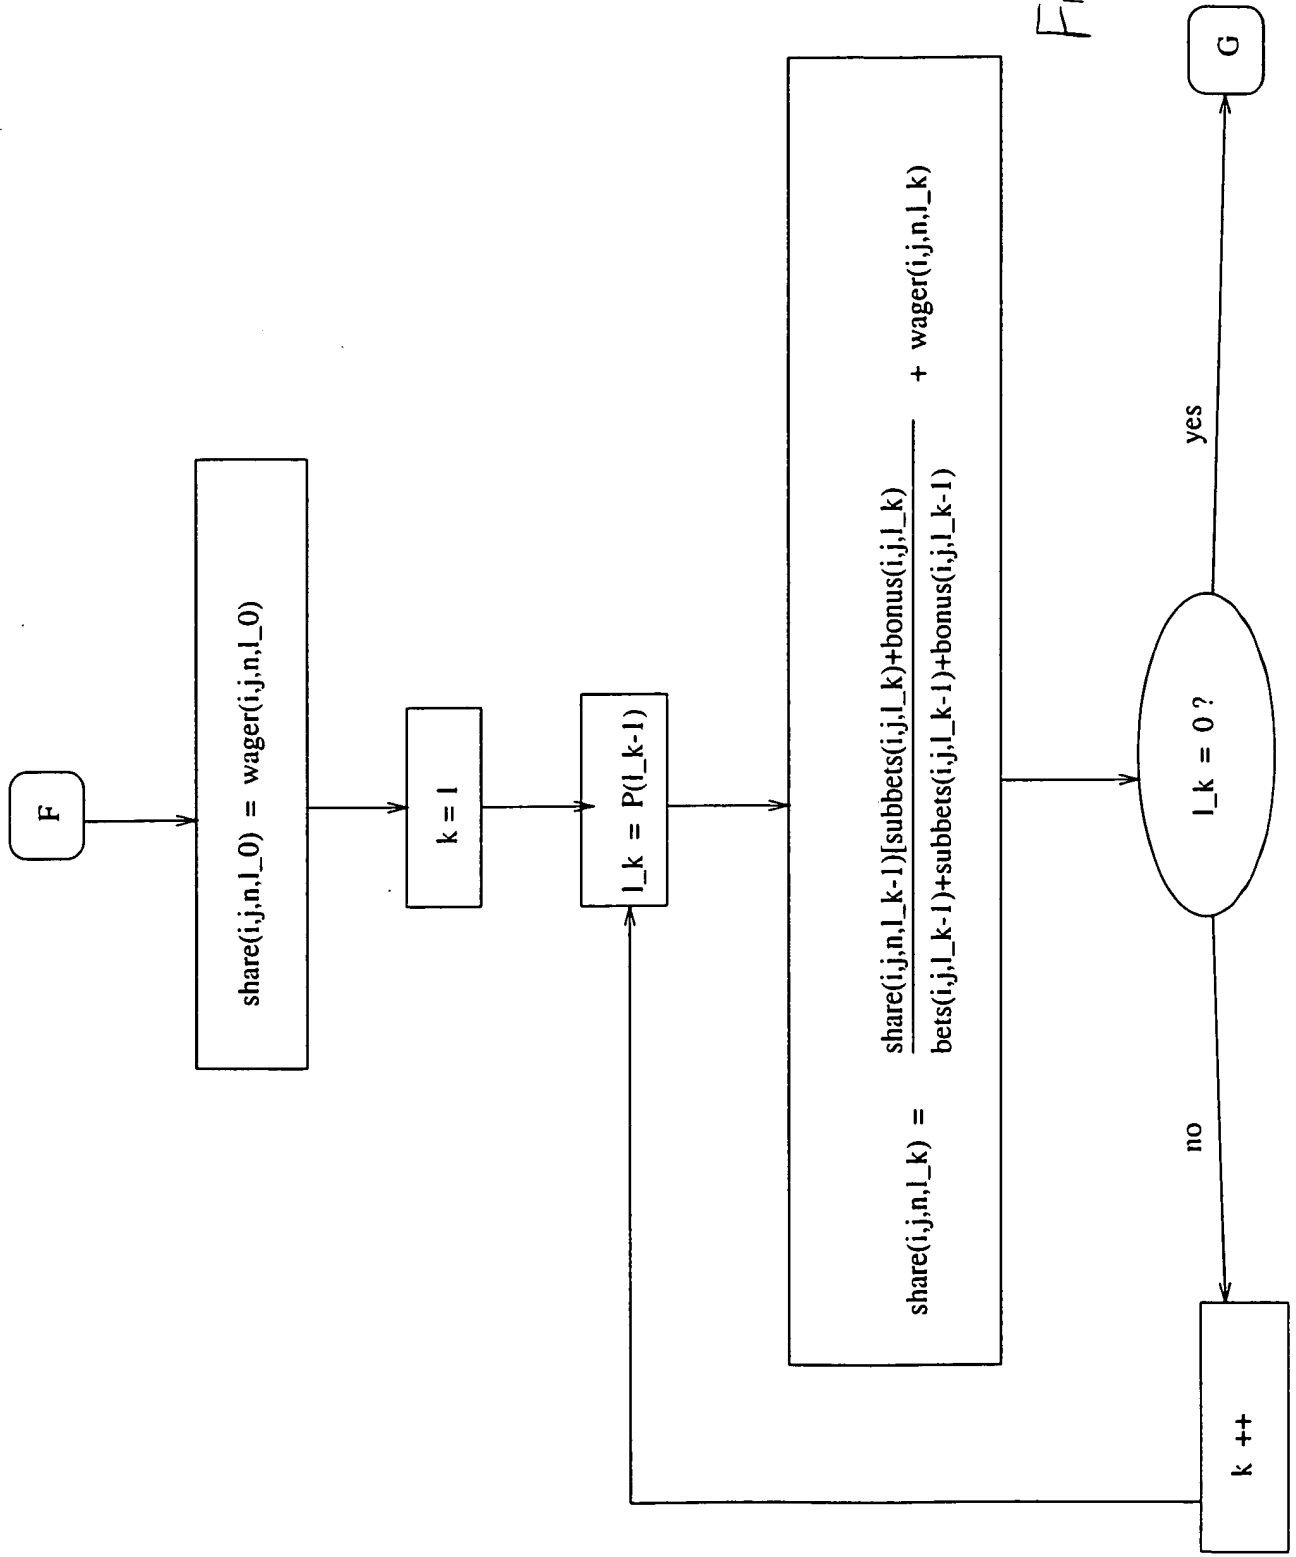 F
share(i,j,n,l_0) = wager(i,j,n,l_0)
k = 1
l_k = P(l_k-1)
share(i,j,n,l_k-1)[subbets(i,j,l_k)+bonus(i,j,l_k)
share(i,j,n,l_k) = + wager(i,j,n,l_k)
bets(i,j,l_k-1)+subbets(i,j,l_k-1)+bonus(i,j,l_k-1)
l_k = 0 ?
no
yes
k ++
G